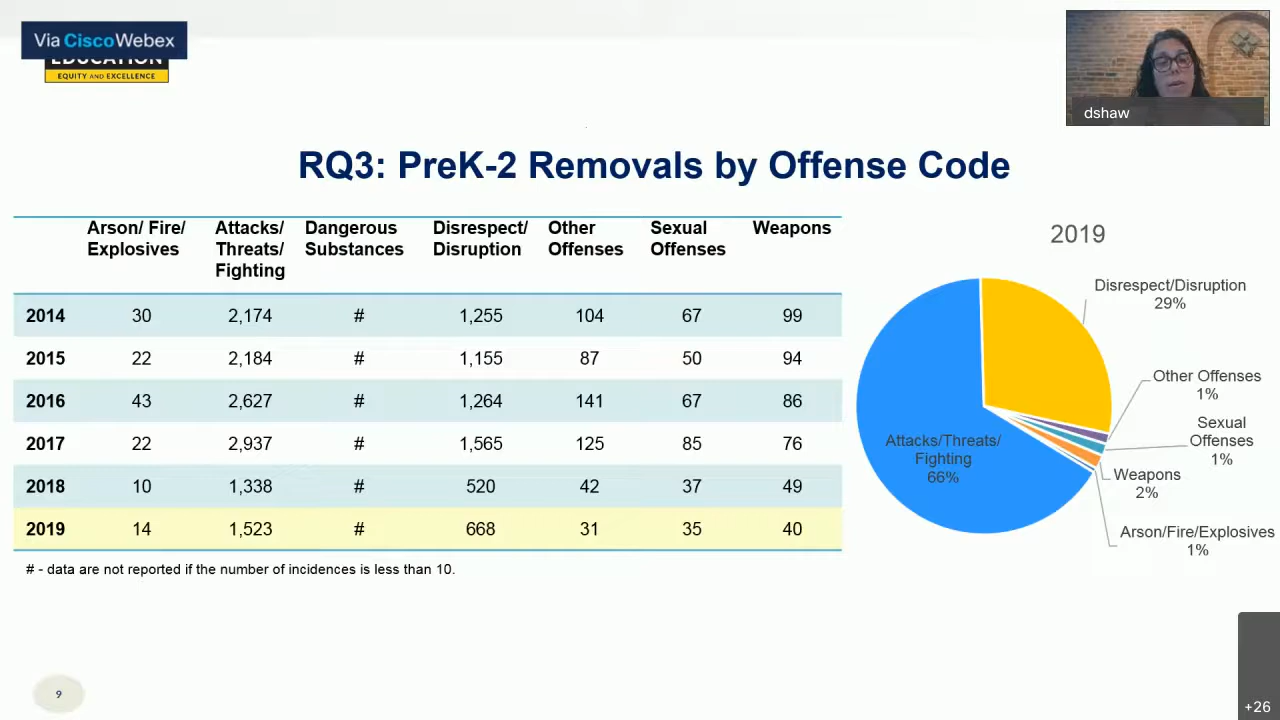 Via Cisco Webex
EDUCATION
EQUITY AND EXCELLENCE
dshaw
RQ3: PreK-2 Removals by Offense Code
Arson/ Fire/ Explosives Attacks/ Threats/ Fighting Dangerous Substances Disrespect/ Disruption Other Offenses Sexual Offenses Weapons
2014 30 2,174 # 1,255 104 67 99
2015 22 2,184 # 1,155 87 50 94
2016 43 2,627 # 1,264 141 67 86
2017 22 2,937 # 1,565 125 85 76
2018 10 1,338 # 520 42 37 49
2019 14 1,523 # 668 31 35 40
# - data are not reported if the number of incidences is less than 10.
2019
Disrespect/Disruption
29%
Other Offenses
1%
Sexual
Offenses
1%
Weapons
2%
Arson/Fire/Explosives
1%
Attacks/Threats/
Fighting
66%
9
+26